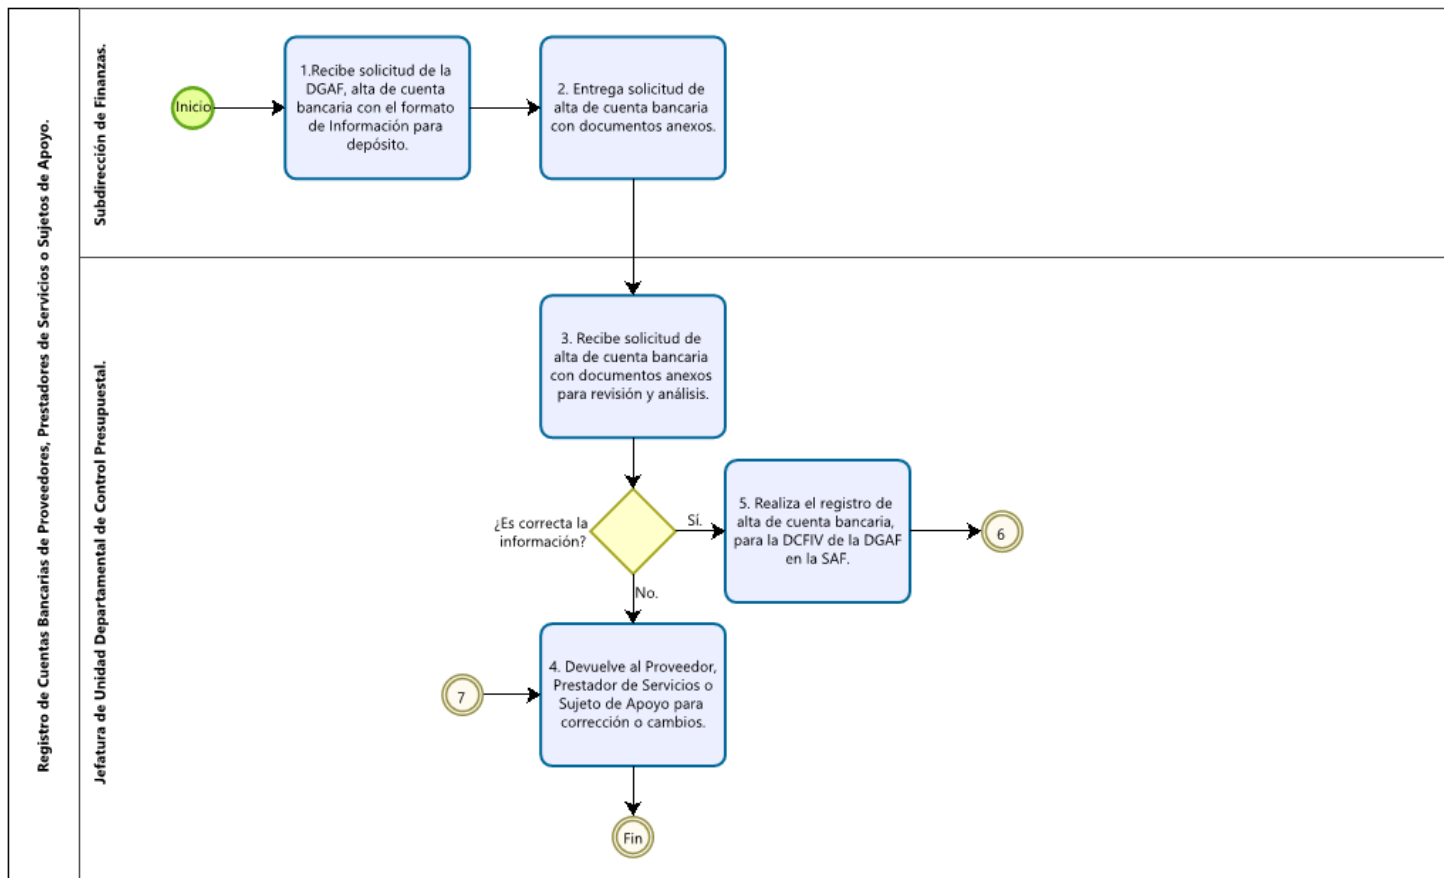 Registro de Cuentas Bancarias de Proveedores, Prestadores de Servicios o Sujetos de Apoyo.
Subdirección de Finanzas.
Inicio
1.Recibe solicitud de la
DGAF, alta de cuenta
bancaria con el formato
de Información para
depósito.
2. Entrega solicitud de
alta de cuenta bancaria
con documentos anexos.
Jefatura de Unidad Departamental de Control Presupuestal.
3. Recibe solicitud de
alta de cuenta bancaria
con documentos anexos
para revisión y análisis.
¿Es correcta la
información?
Sí.
5. Realiza el registro de
alta de cuenta bancaria,
para la DCFIV de la DGAF
en la SAF.
6
No.
7
4. Devuelve al Proveedor,
Prestador de Servicios o
Sujeto de Apoyo para
corrección o cambios.
Fin